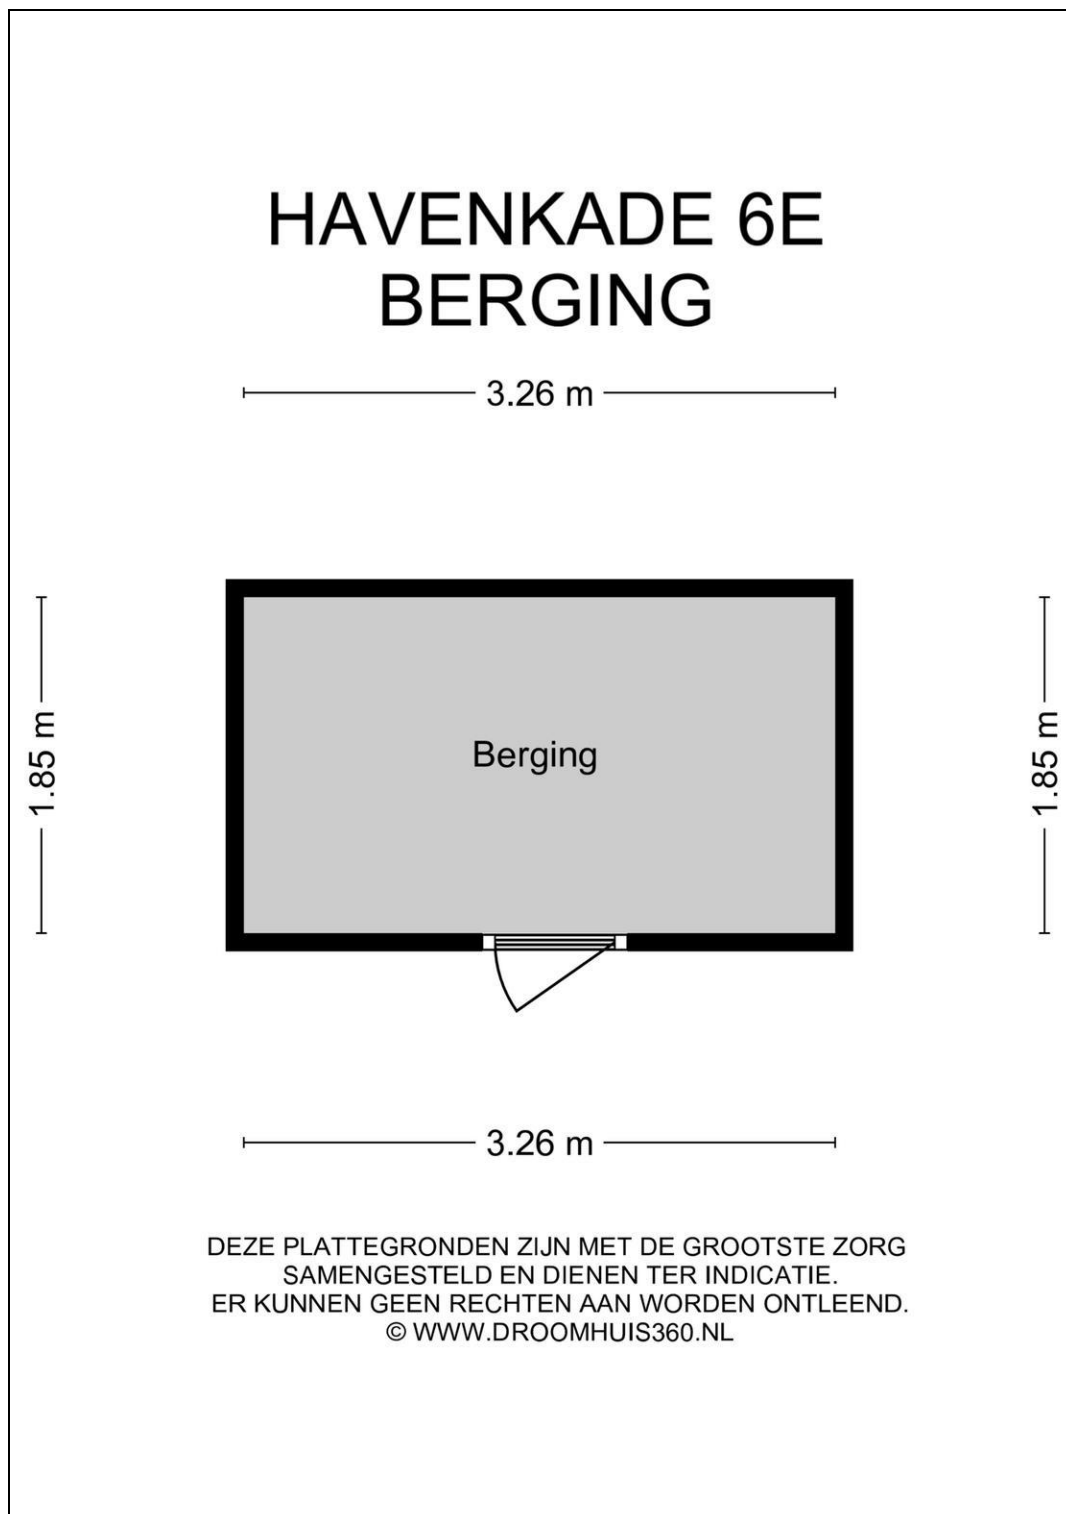 HAVENKADE 6E
BERGING
3.26 m
1.85 m
Berging
1.85 m
3.26 m
DEZE PLATTEGRONDEN ZIJN MET DE GROOTSTE ZORG
SAMENGESTELD EN DIENEN TER INDICATIE.
ER KUNNEN GEEN RECHTEN AAN WORDEN ONTLEEND.
© WWW.DROOMHUIS360.NL